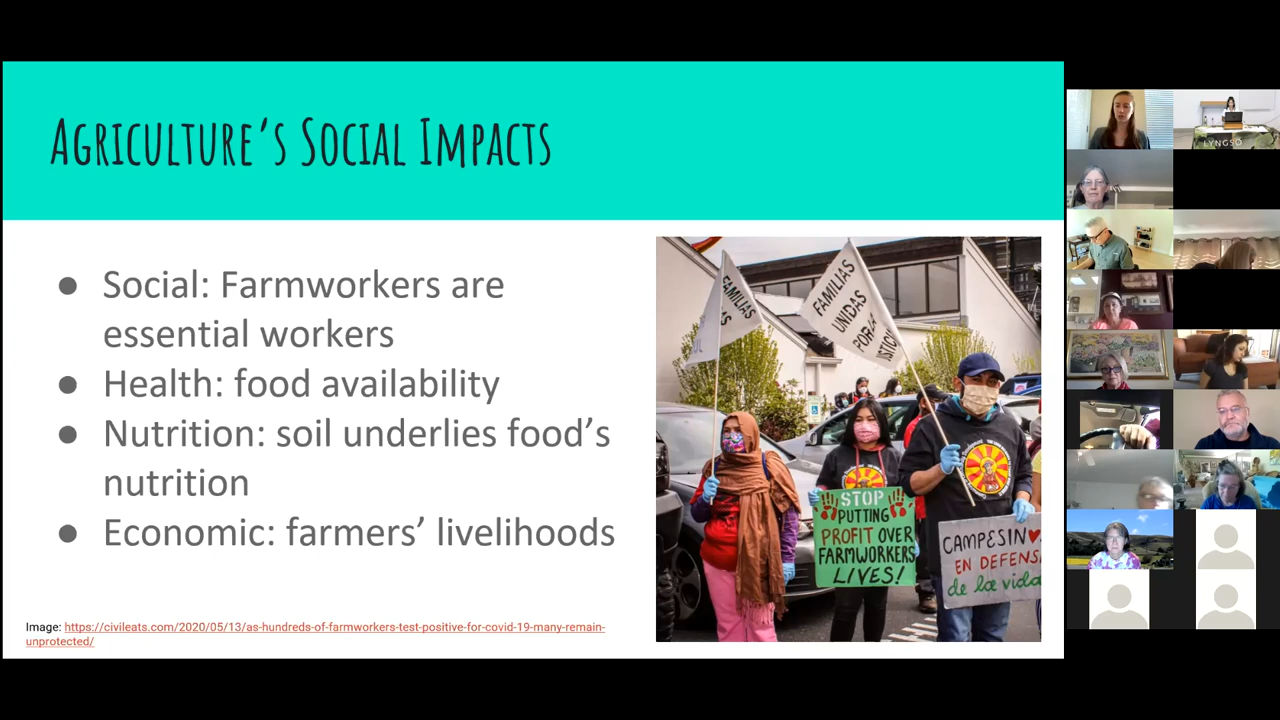 AGRICULTURE'S SOCIAL IMPACTS
● Social: Farmworkers are
essential workers
● Health: food availability
● Nutrition: soil underlies food's
nutrition
● Economic: farmers' livelihoods
Image: https://civileats.com/2020/05/13/as-hundreds-of-farmworkers-test-positive-for-covid-19-many-remain-
unprotected/
FAMILIAS
FAMILIAS
UNIDAS
POR LA
JUSTICIA
STOP
PUTTING
PROFIT OVER
FARMWORKERS
LIVES!
CAMPESIN♥
EN DEFENS
de la vida
LYNGSO